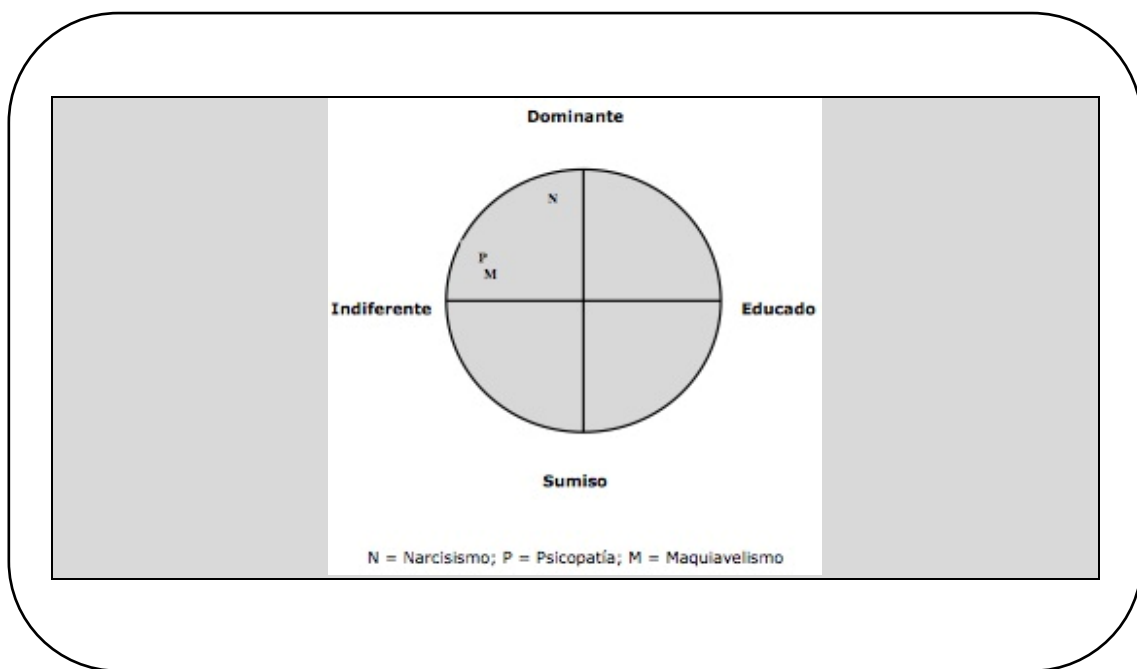 Dominante
N
P
M
Indiferente
Educado
Sumiso
N = Narcisismo; P = Psicopatía; M = Maquiavelismo